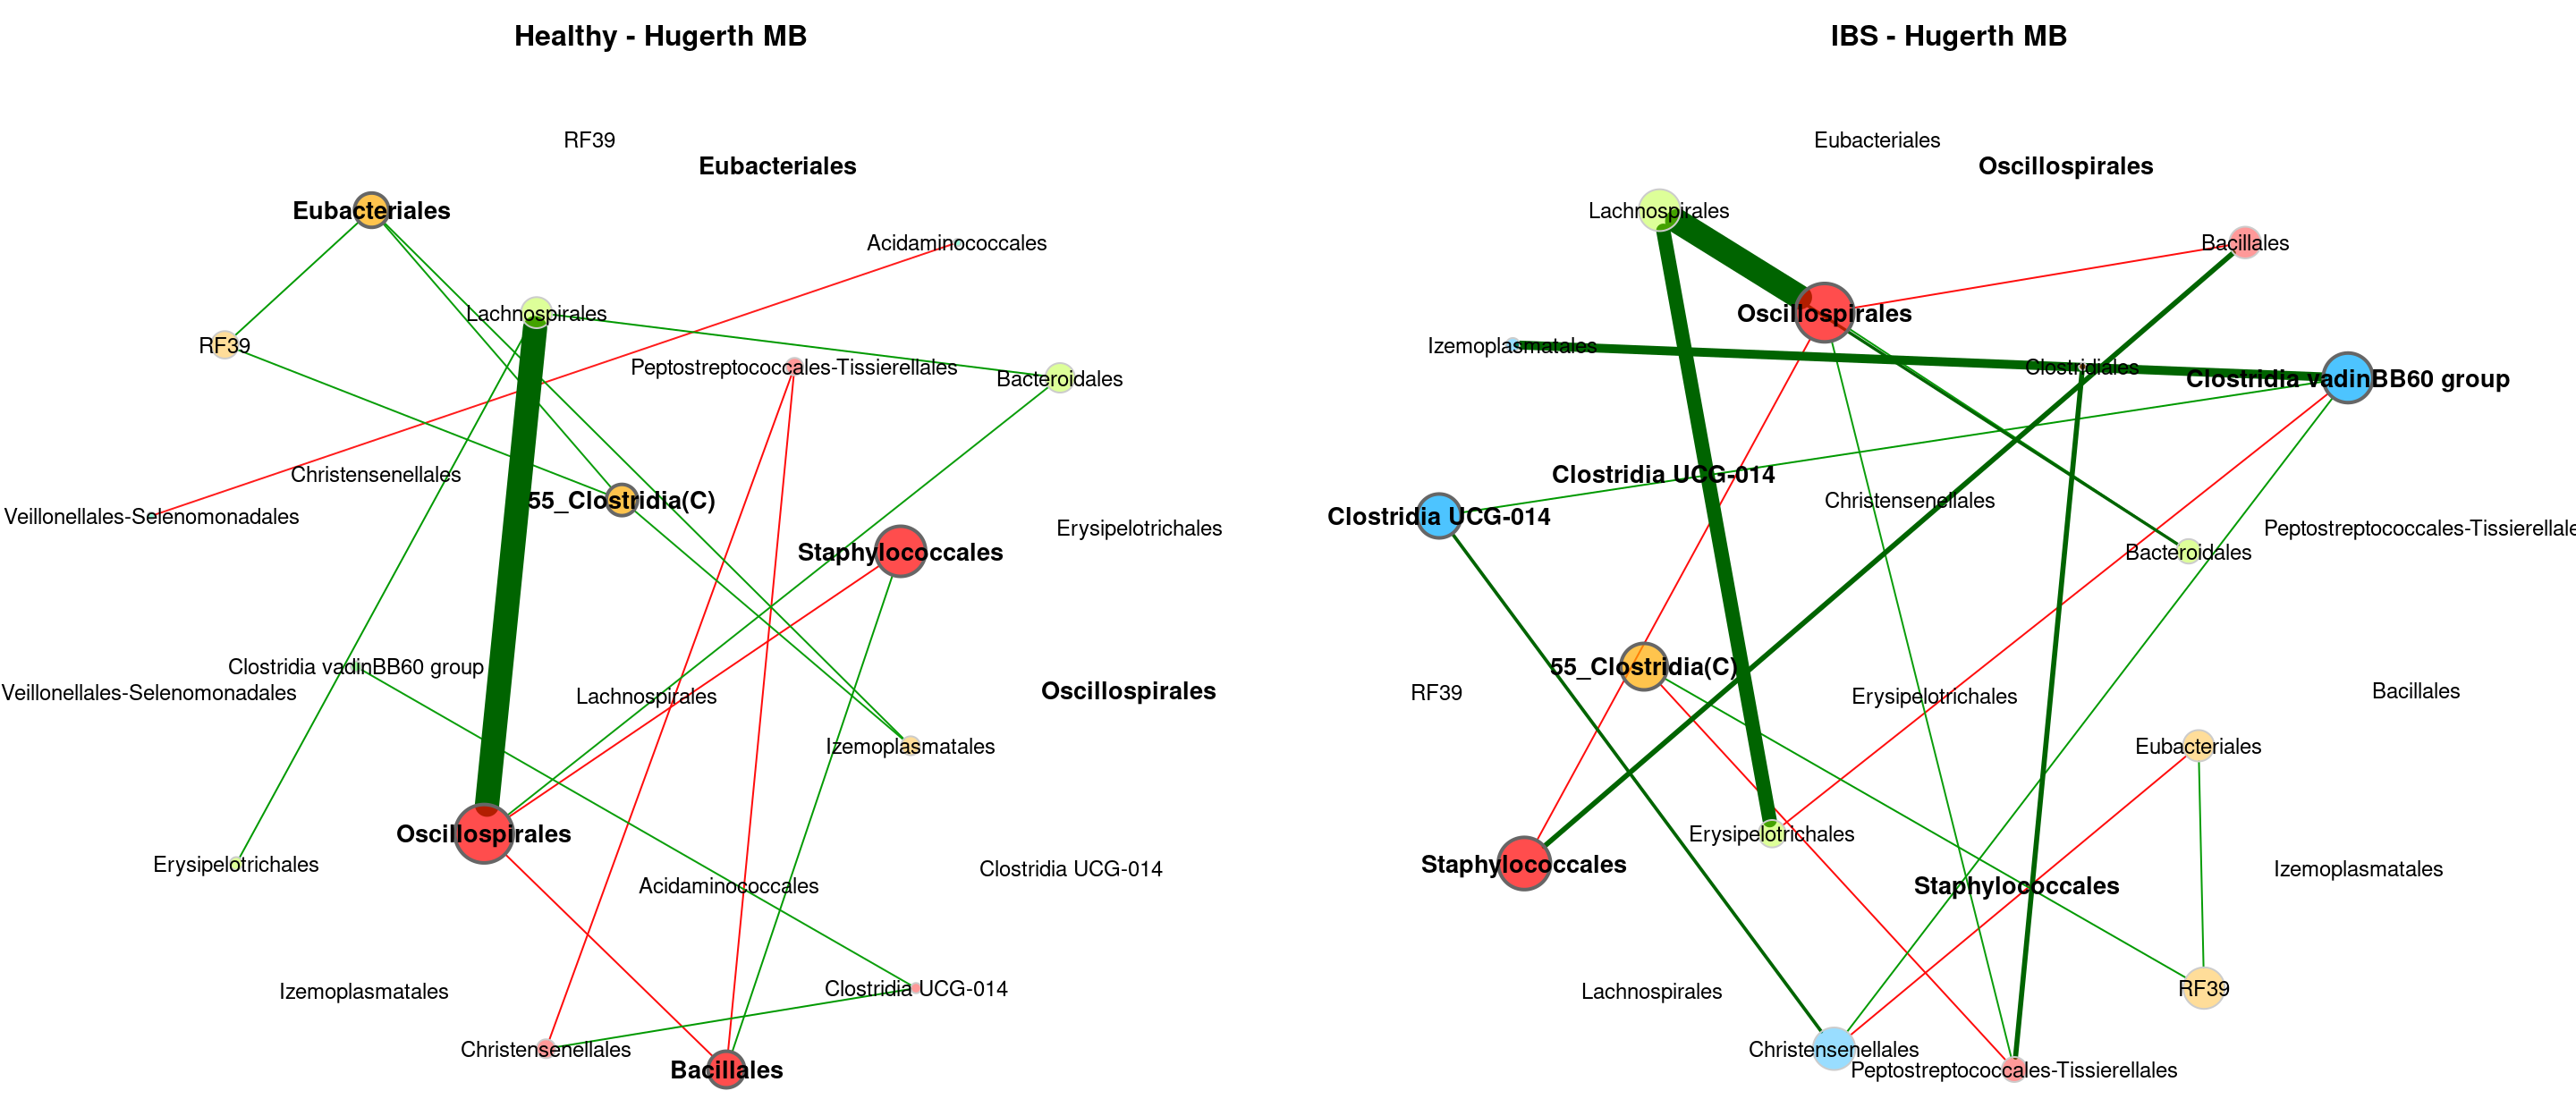 Healthy - Hugerth MB
RF39
Eubacteriales
Eubacteriales
Acidaminococcales
Lachnospirales
RF39
Peptostreptococcales-Tissierellales
Bacteroidales
Christensenellales
55_Clostridia(C)
Veillonellales-Selenomonadales
Erysipelotrichales
Staphylococcales
Clostridia vadinBB60 group
Veillonellales-Selenomonadales
Lachnospirales
Oscillospirales
Izemoplasmatales
Oscillospirales
Erysipelotrichales
Clostridia UCG-014
Acidaminococcales
Clostridia UCG-014
Izemoplasmatales
Christensenellales
Bacillales
IBS - Hugerth MB
Eubacteriales
Oscillospirales
Lachnospirales
Bacillales
Oscillospirales
Izemoplasmatales
Clostridiales
Clostridia vadinBB60 group
Clostridia UCG-014
Christensenellales
Clostridia UCG-014
Peptostreptococcales-Tissierellale
Bacteroidales
55_Clostridia(C)
RF39
Erysipelotrichales
Bacillales
Eubacteriales
Erysipelotrichales
Staphylococcales
Izemoplasmatales
Staphylococcales
Lachnospirales
RF39
Christensenellales
Peptostreptococcales-Tissierellales